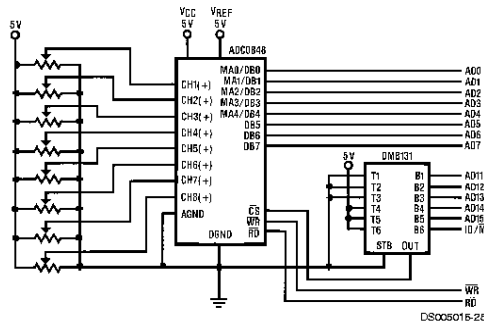 5V
VCC
5V
VREF
5V
ADC0848
CH1(+)
CH2(+)
CH3(+)
CH4(+)
CH5(+)
CH6(+)
CH7(+)
CH8(+)
AGND
DGND
MA0/DB0
MA1/DB1
MA2/DB2
MA3/DB3
MA4/DB4
DB5
DB6
DB7
CS
WR
RD
AD0
AD1
AD2
AD3
AD4
AD5
AD6
AD7
5V
DM8131
T1
T2
T3
T4
T5
T6
B1
B2
B3
B4
B5
B6
STB OUT
AD11
AD12
AD13
AD14
AD15
IO/M
WR
RD
DS005016-25